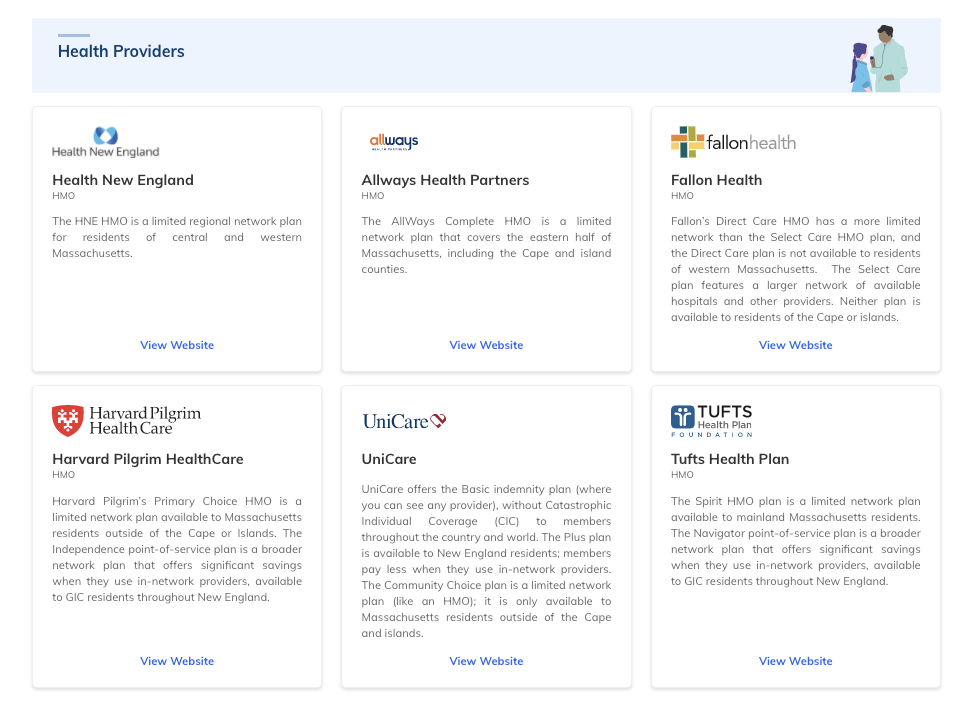 Health Providers
Health New England
Health New England
HMO
The HNE HMO is a limited regional network plan
for residents of central and western
Massachusetts.
View Website
allways
HEALTH PARTNERS
Allways Health Partners
HMO
The AllWays Complete HMO is a limited
network plan that covers the eastern half of
Massachusetts, including the Cape and island
counties.
View Website
fallonhealth
Fallon Health
HMO
Fallon’s Direct Care HMO has a more limited
network than the Select Care HMO plan, and
the Direct Care plan is not available to residents
of western Massachusetts. The Select Care
plan features a larger network of available
hospitals and other providers. Neither plan is
available to residents of the Cape or islands.
View Website
Harvard Pilgrim
Health Care
Harvard Pilgrim HealthCare
HMO
Harvard Pilgrim’s Primary Choice HMO is a
limited network plan available to Massachusetts
residents outside of the Cape or Islands. The
Independence point-of-service plan is a broader
network plan that offers significant savings
when they use in-network providers, available
to GIC residents throughout New England.
View Website
UniCare
UniCare
UniCare offers the Basic indemnity plan (where
you can see any provider), without Catastrophic
Individual Coverage (CIC) to members
throughout the country and world. The Plus plan
is available to New England residents; members
pay less when they use in-network providers.
The Community Choice plan is a limited network
plan (like an HMO); it is only available to
Massachusetts residents outside of the Cape
and islands.
View Website
TUFTS
Health Plan
FOUNDATION
Tufts Health Plan
HMO
The Spirit HMO plan is a limited network plan
available to mainland Massachusetts residents.
The Navigator point-of-service plan is a broader
network plan that offers significant savings
when they use in-network providers, available
to GIC residents throughout New England.
View Website